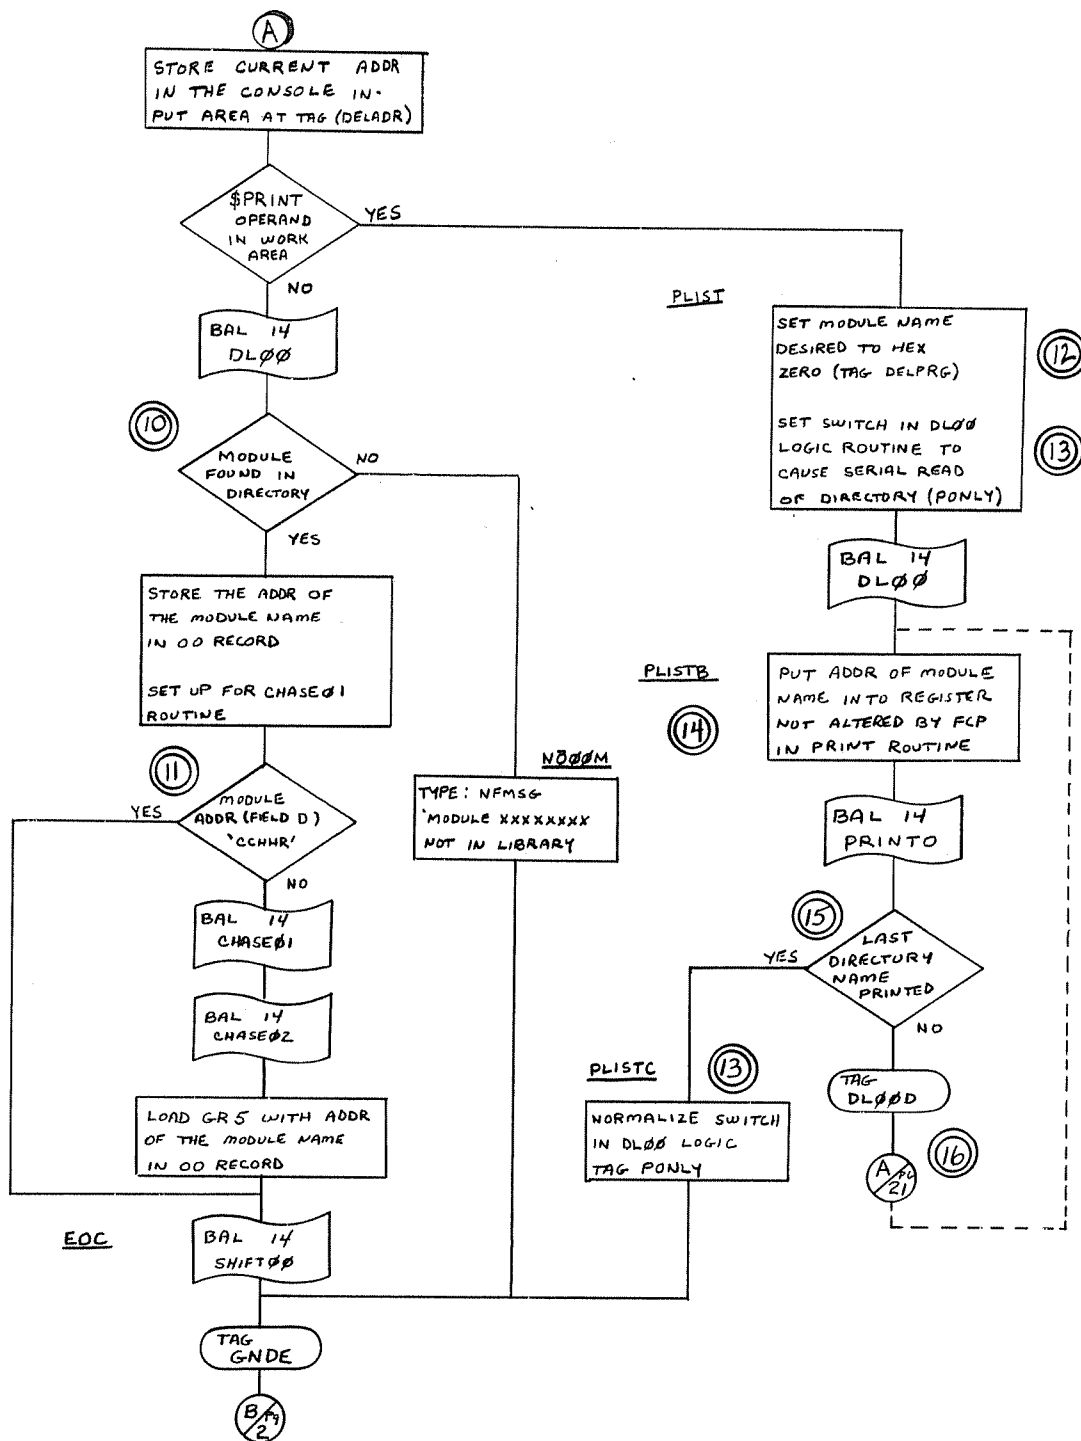 A
STORE CURRENT ADDR
IN THE CONSOLE IN-
PUT AREA AT TAG (DELADR)
$PRINT
OPERAND
IN WORK
AREA
YES
NO
BAL 14
DLØØ
10
MODULE
FOUND IN
DIRECTORY
NO
YES
STORE THE ADDR OF
THE MODULE NAME
IN 00 RECORD
SET UP FOR CHASEØ1
ROUTINE
11
MODULE
ADDR (FIELD D)
'CCHHR'
YES
NO
BAL 14
CHASEØ1
BAL 14
CHASEØ2
LOAD GR5 WITH ADDR
OF THE MODULE NAME
IN 00 RECORD
EOC
BAL 14
SHIFTØØ
TAG
GNDE
B Pg
2
NŌØØM
TYPE: NFMSG
'MODULE XXXXXXXX
NOT IN LIBRARY
PLIST
SET MODULE NAME
DESIRED TO HEX
ZERO (TAG DELPRG)
12
SET SWITCH IN DLØØ
LOGIC ROUTINE TO
CAUSE SERIAL READ
OF DIRECTORY (PONLY)
13
BAL 14
DLØØ
PLISTB
14
PUT ADDR OF MODULE
NAME INTO REGISTER
NOT ALTERED BY FCP
IN PRINT ROUTINE
BAL 14
PRINTO
15
LAST
DIRECTORY
NAME
PRINTED
YES
NO
PLISTC
13
NORMALIZE SWITCH
IN DLØØ LOGIC
TAG PONLY
TAG
DLØØD
16
A PG
21